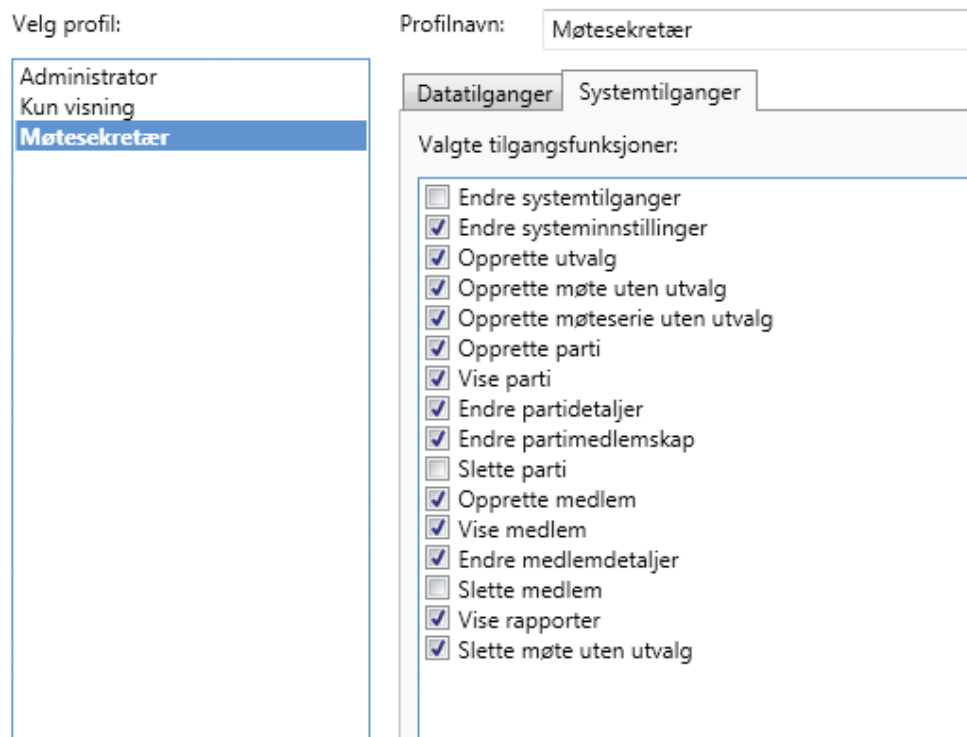 Velg profil:
Administrator
Kun visning
Møtesekretær
Profilnavn:
Møtesekretær
Datatilganger
Systemtilganger
Valgte tilgangsfunksjoner:
Endre systemtilganger
Endre systeminnstillinger
Opprette utvalg
Opprette møte uten utvalg
Opprette møteserie uten utvalg
Opprette parti
Vise parti
Endre partidetaljer
Endre partimedlemskap
Slette parti
Opprette medlem
Vise medlem
Endre medlemdetaljer
Slette medlem
Vise rapporter
Slette møte uten utvalg